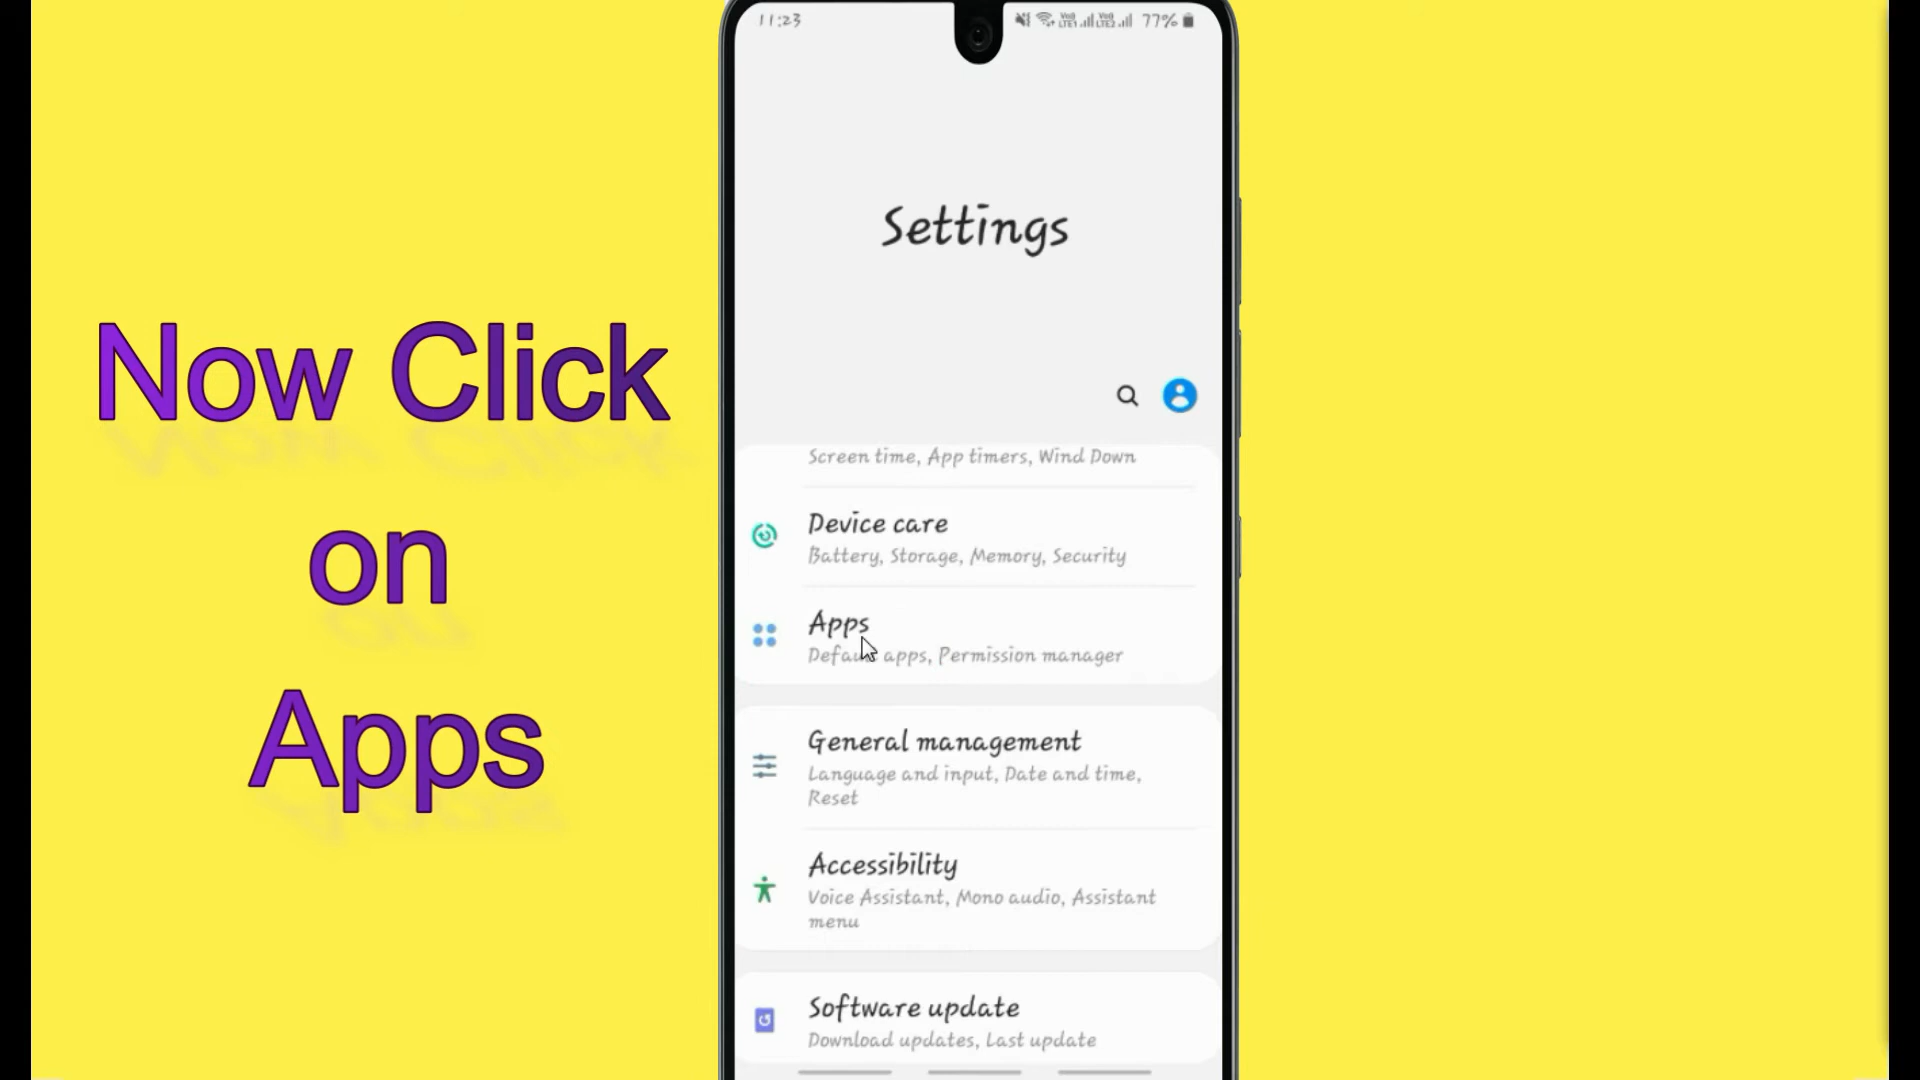 Now Click
on
Apps
11:23
77%
Settings
Screen time, App timers, Wind Down
Device care
Battery, Storage, Memory, Security
Apps
Default apps, Permission manager
General management
Language and input, Date and time,
Reset
Accessibility
Voice Assistant, Mono audio, Assistant
menu
Software update
Download updates, Last update